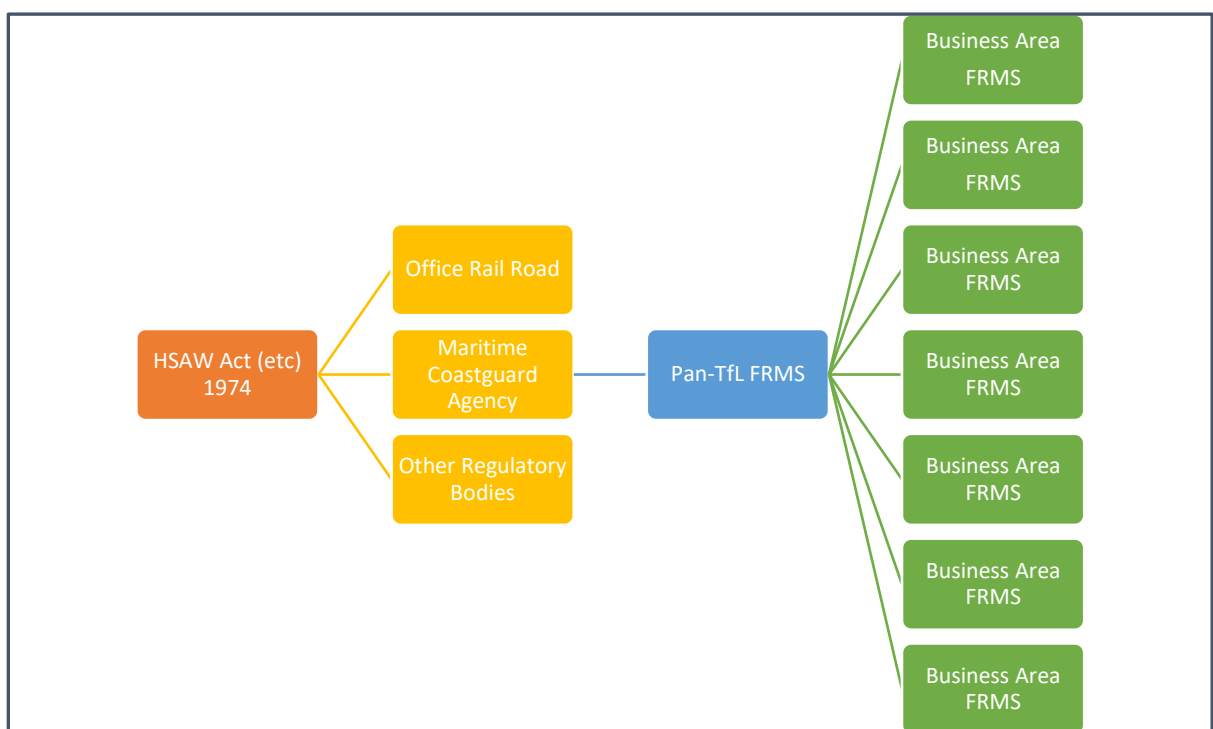 HSAW Act (etc)
1974
Office Rail Road
Maritime
Coastguard
Agency
Other Regulatory
Bodies
Pan-TfL FRMS
Business Area
FRMS
Business Area
FRMS
Business Area
FRMS
Business Area
FRMS
Business Area
FRMS
Business Area
FRMS
Business Area
FRMS